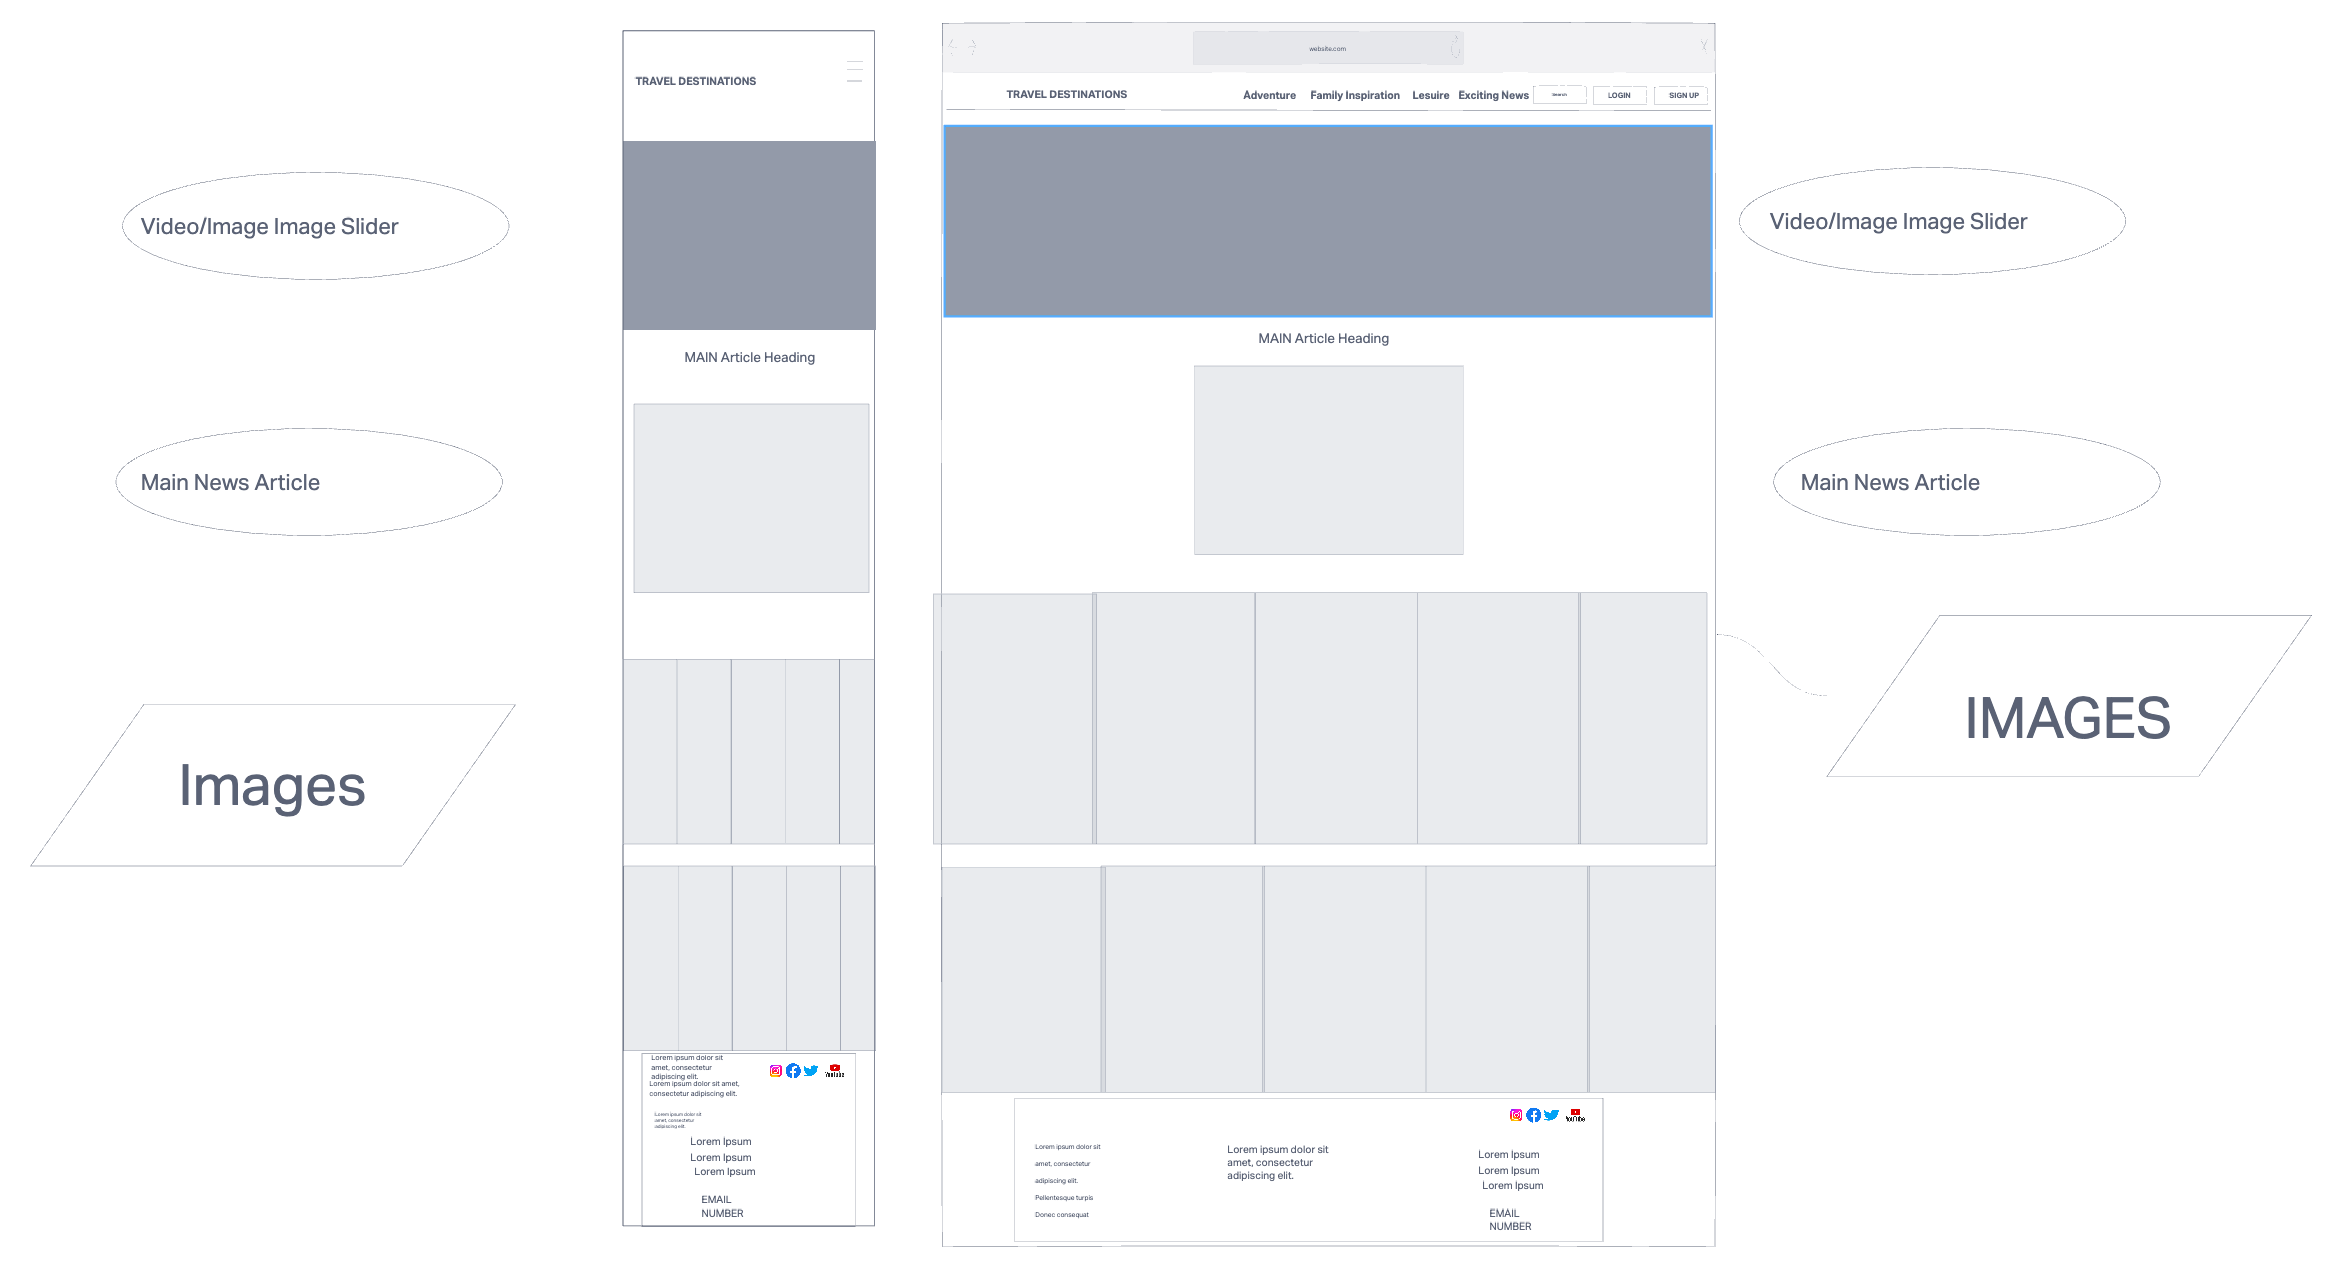 website.com
TRAVEL DESTINATIONS
TRAVEL DESTINATIONS
Adventure Family Inspiration Lesuire Exciting News Search LOGIN SIGN UP
Video/Image Image Slider
Video/Image Image Slider
MAIN Article Heading
MAIN Article Heading
Main News Article
Main News Article
Images
IMAGES
Lorem ipsum dolor sit
amet, consectetur
adipiscing elit.
Lorem ipsum dolor sit amet,
consectetur adipiscing elit.
YouTube
Lorem ipsum dolor sit
amet, consectetur
adipiscing elit.
Lorem Ipsum
Lorem Ipsum
Lorem Ipsum
EMAIL
NUMBER
YouTube
Lorem ipsum dolor sit
amet, consectetur
adipiscing elit.
Pellentesque turpis
Donec consequat
Lorem ipsum dolor sit
amet, consectetur
adipiscing elit.
Lorem Ipsum
Lorem Ipsum
Lorem Ipsum
EMAIL
NUMBER